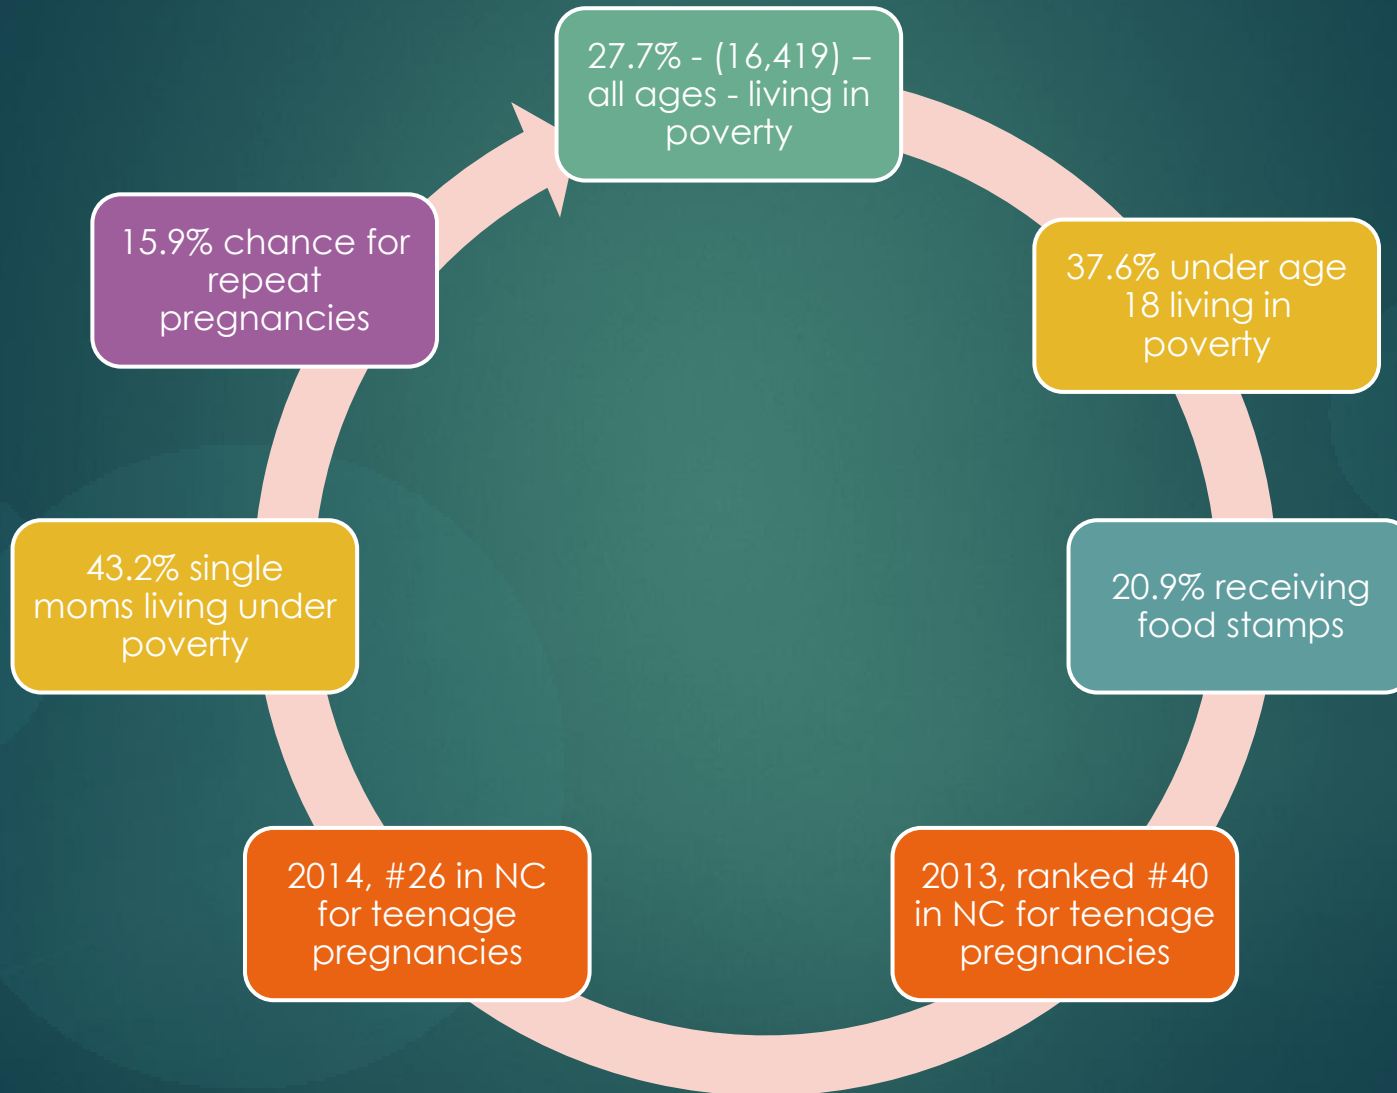 27.7% - (16,419) –
all ages - living in
poverty
37.6% under age
18 living in
poverty
20.9% receiving
food stamps
2013, ranked #40
in NC for teenage
pregnancies
2014, #26 in NC
for teenage
pregnancies
43.2% single
moms living under
poverty
15.9% chance for
repeat
pregnancies